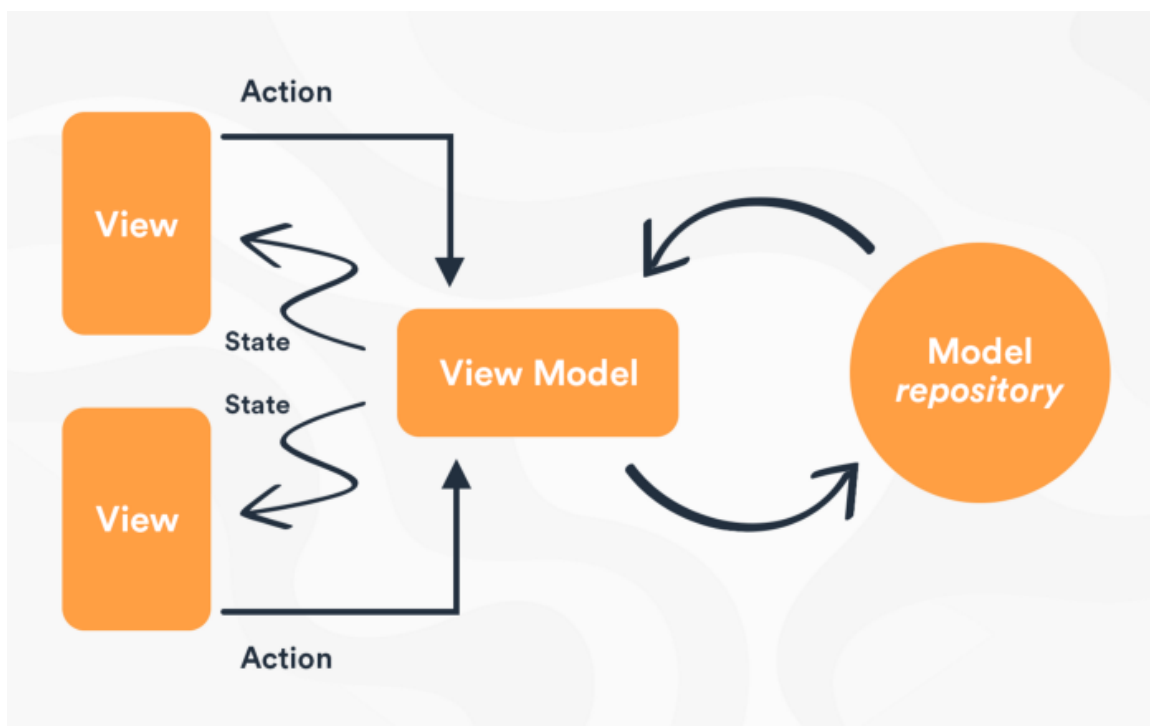 Action
View
State
State
View Model
Model
repository
View
Action